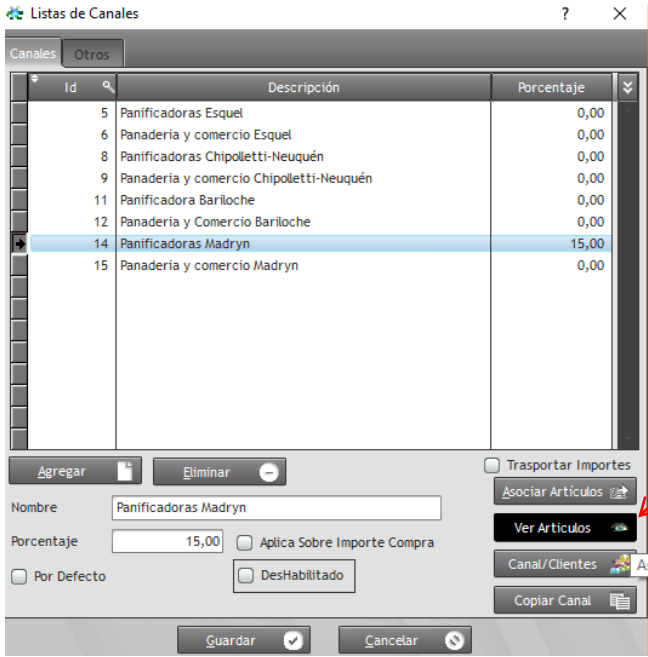 Listas de Canales ?
Canales Otros
Id Descripción Porcentaje
5 Panificadoras Esquel 0,00
6 Panaderia y comercio Esquel 0,00
8 Panificadoras Chipolletti-Neuquén 0,00
9 Panaderia y comercio Chipolletti-Neuquén 0,00
11 Panificadora Bariloche 0,00
12 Panaderia y Comercio Bariloche 0,00
14 Panificadoras Madryn 15,00
15 Panaderia y comercio Madryn 0,00
Agregar Eliminar Trasportar Importes
Asociar Artículos
Nombre Panificadoras Madryn
Ver Articulos
Porcentaje 15,00 Aplica Sobre Importe Compra
Canal/Clientes
Por Defecto DesHabilitado
Copiar Canal
Guardar Cancelar